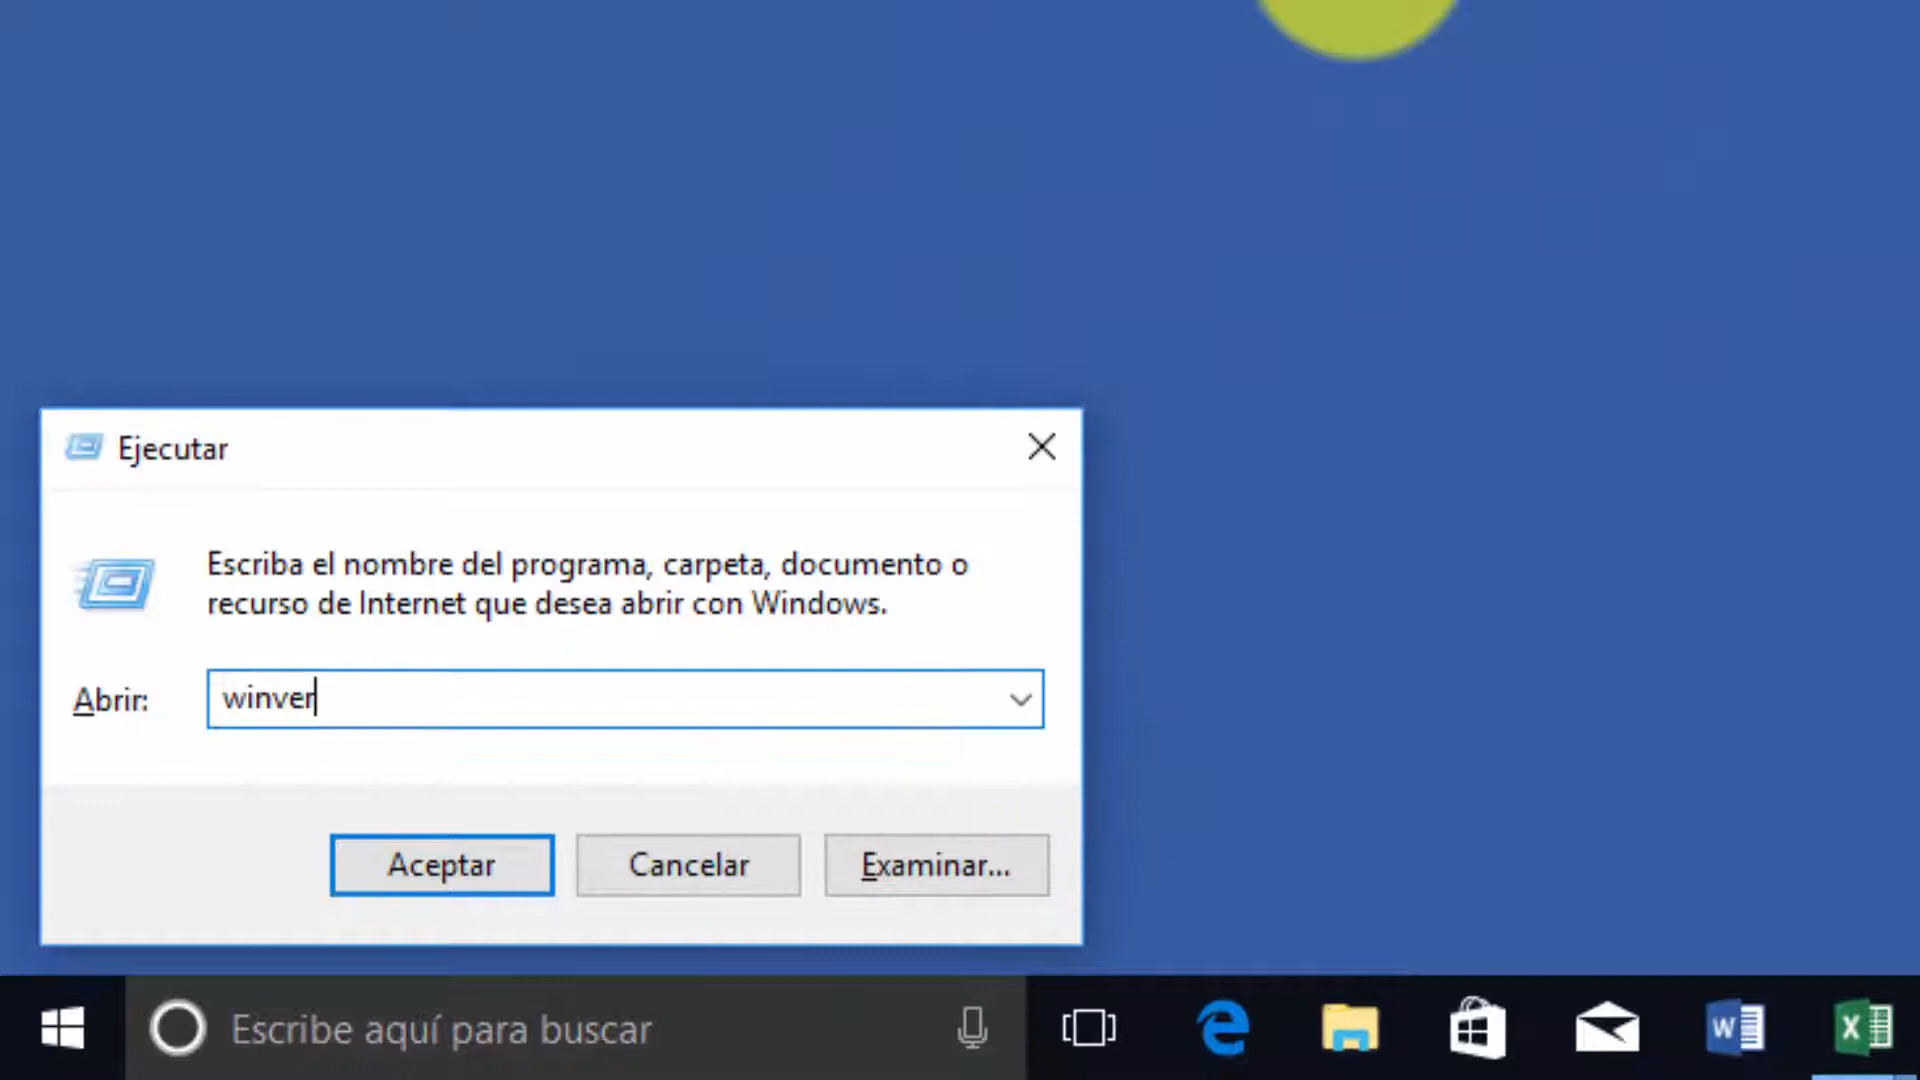 Ejecutar
Escriba el nombre del programa, carpeta, documento o
recurso de Internet que desea abrir con Windows.
Abrir: winver
Aceptar Cancelar Examinar...
Escribe aquí para buscar
W X